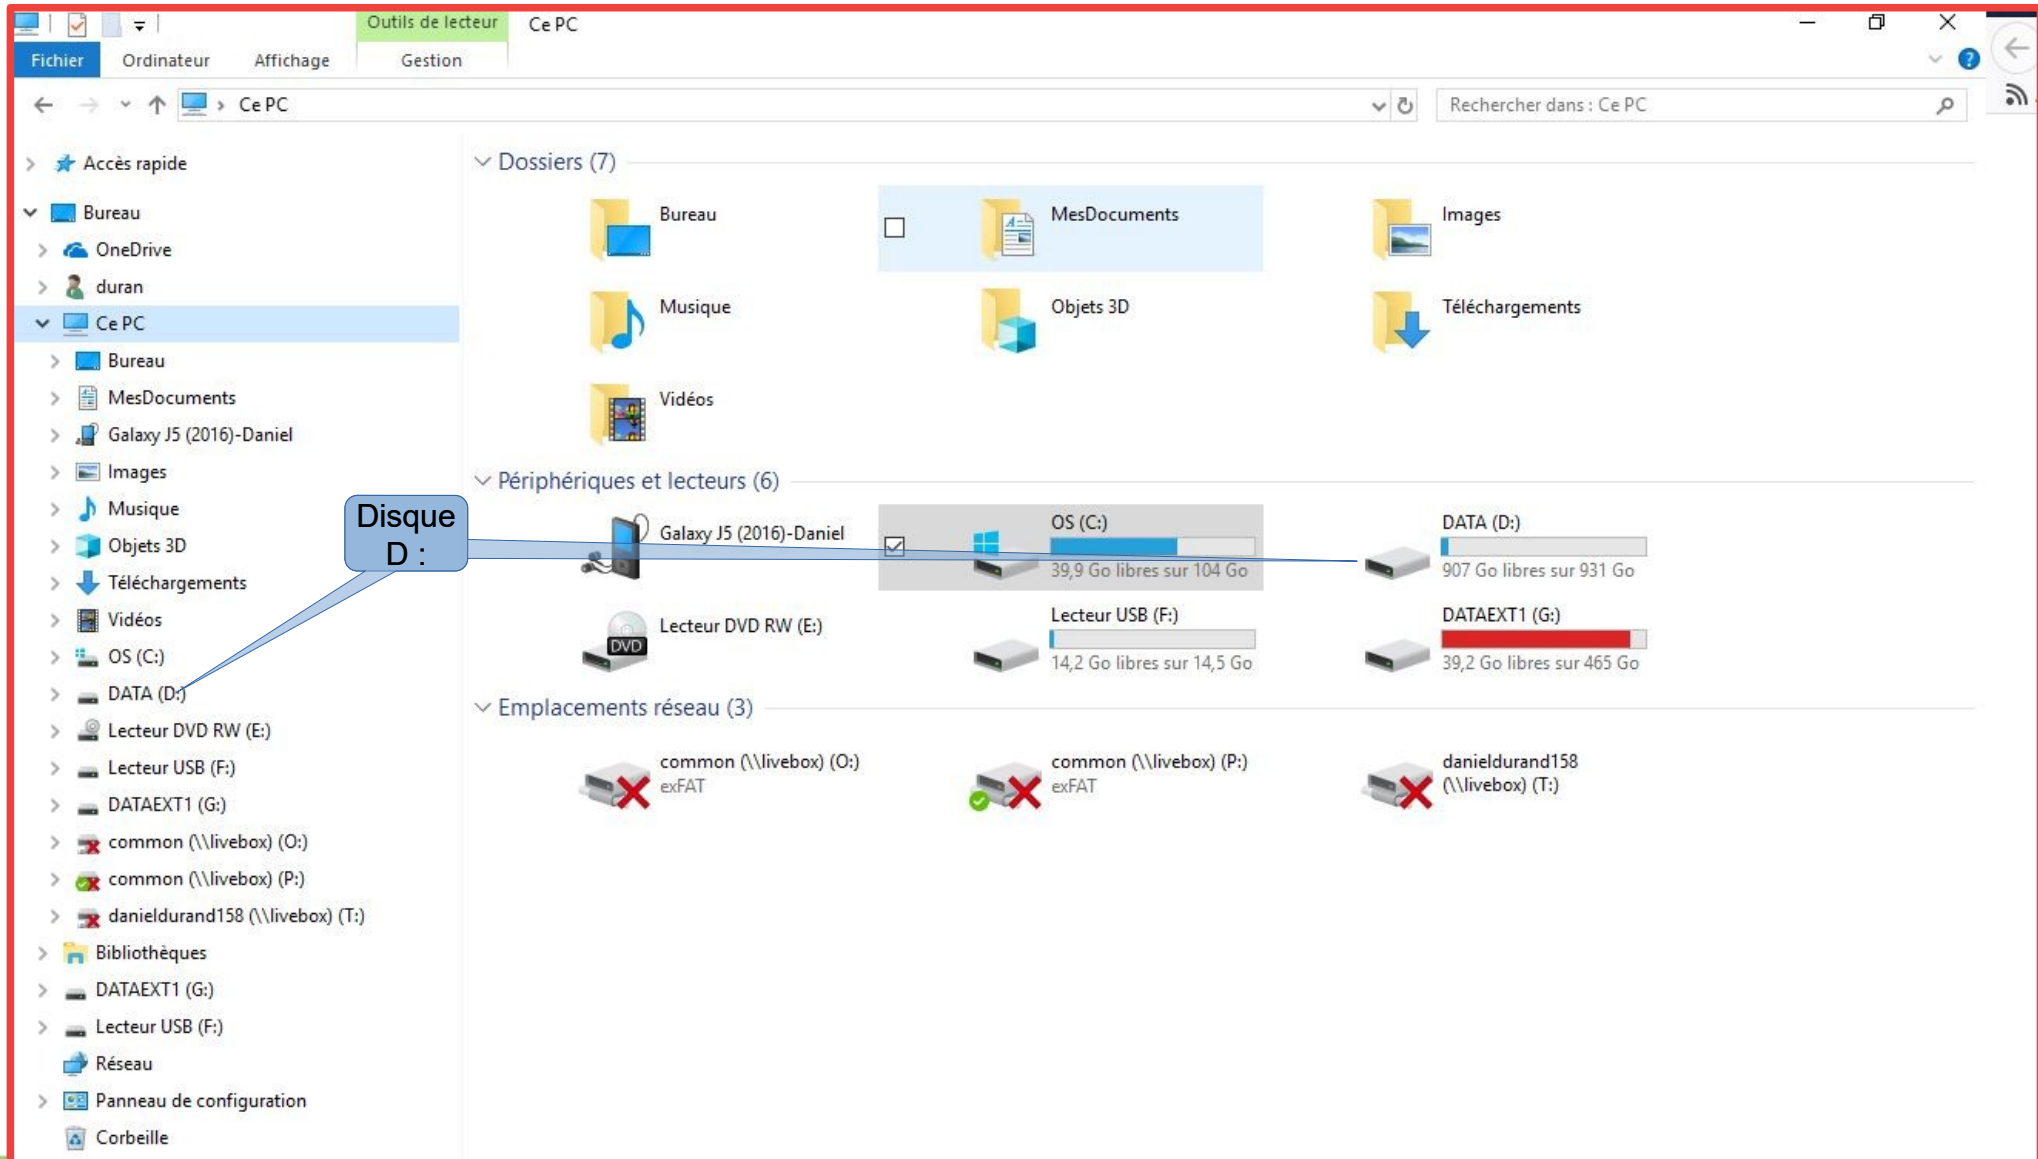 Outils de lecteur
Ce PC
Fichier
Ordinateur
Affichage
Gestion
Ce PC
Rechercher dans : Ce PC
Accès rapide
Bureau
OneDrive
duran
Ce PC
Bureau
MesDocuments
Galaxy J5 (2016)-Daniel
Images
Musique
Objets 3D
Téléchargements
Vidéos
OS (C:)
DATA (D:)
Lecteur DVD RW (E:)
Lecteur USB (F:)
DATAEXT1 (G:)
common (\\livebox) (O:)
common (\\livebox) (P:)
danieldurand158 (\\livebox) (T:)
Bibliothèques
DATAEXT1 (G:)
Lecteur USB (F:)
Réseau
Panneau de configuration
Corbeille
Disque
D :
Dossiers (7)
Bureau
MesDocuments
Images
Musique
Objets 3D
Téléchargements
Vidéos
Périphériques et lecteurs (6)
Galaxy J5 (2016)-Daniel
OS (C:)
39,9 Go libres sur 104 Go
DATA (D:)
907 Go libres sur 931 Go
Lecteur DVD RW (E:)
DVD
Lecteur USB (F:)
14,2 Go libres sur 14,5 Go
DATAEXT1 (G:)
39,2 Go libres sur 465 Go
Emplacements réseau (3)
common (\\livebox) (O:)
exFAT
common (\\livebox) (P:)
exFAT
danieldurand158
(\\livebox) (T:)